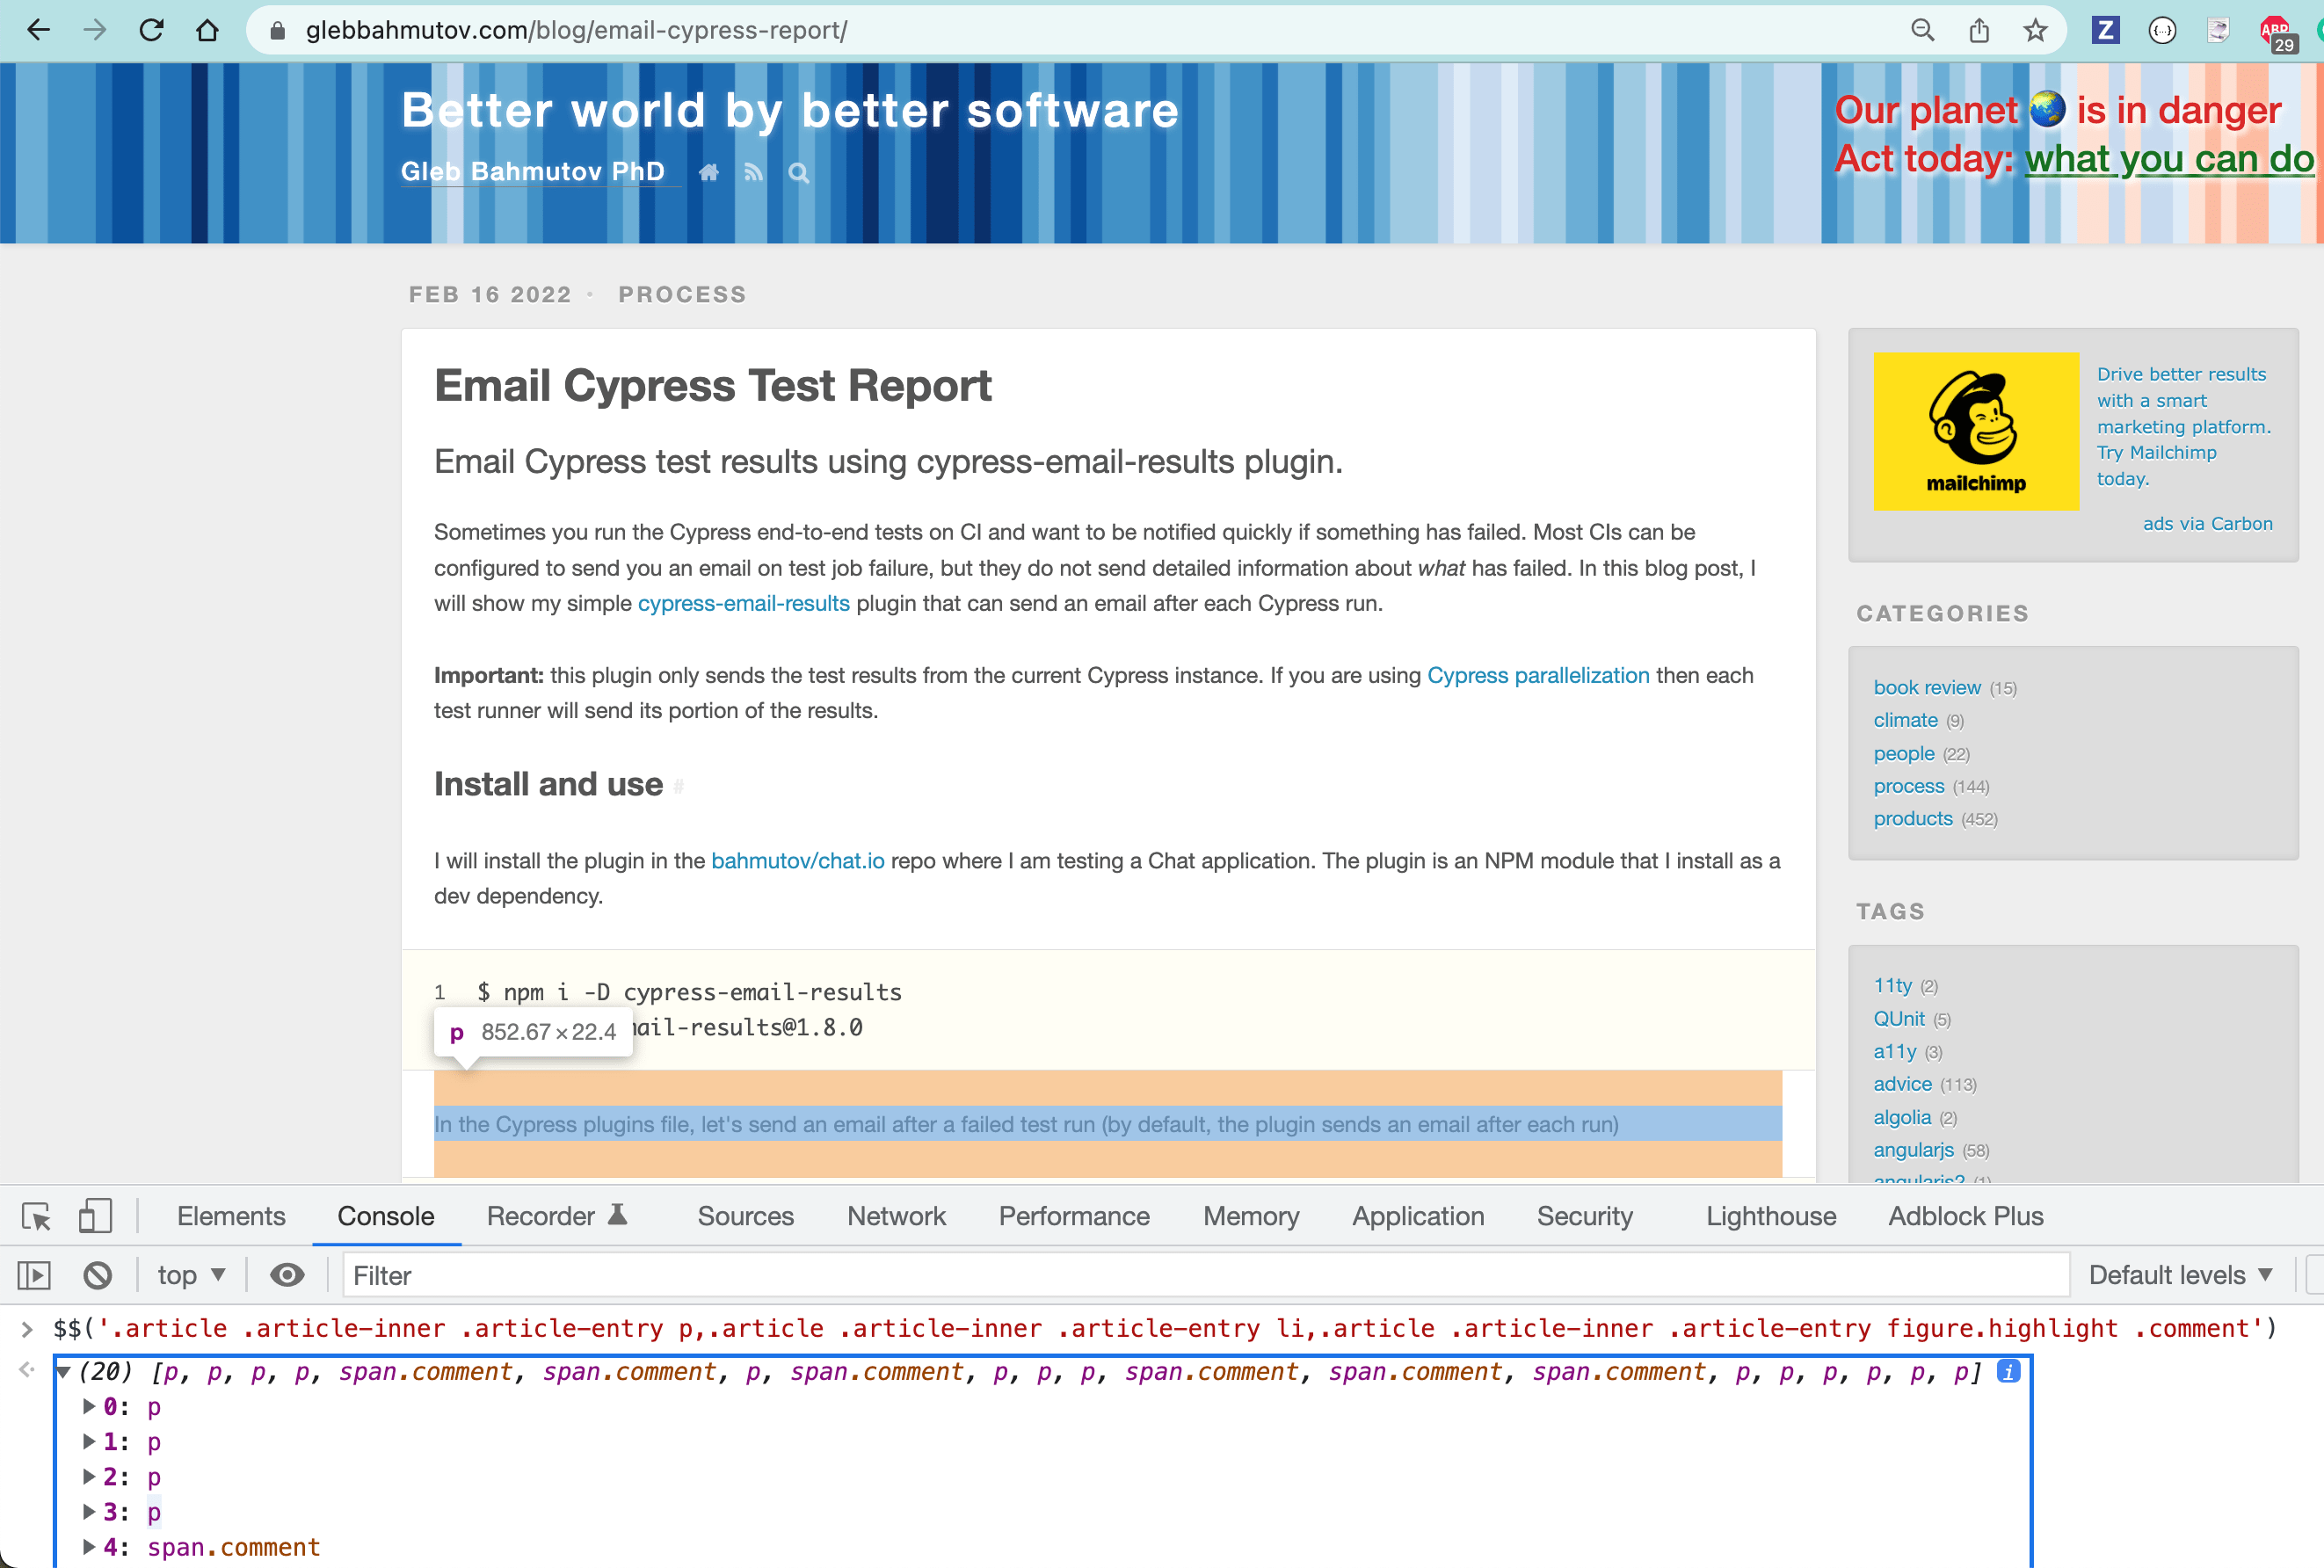 glebbahmutov.com/blog/email-cypress-report/
Z
{...}
ABP
29
Better world by better software
Gleb Bahmutov PhD
Our planet 🌏 is in danger
Act today: what you can do
FEB 16 2022 · PROCESS
Email Cypress Test Report
Email Cypress test results using cypress-email-results plugin.
Sometimes you run the Cypress end-to-end tests on CI and want to be notified quickly if something has failed. Most CIs can be
configured to send you an email on test job failure, but they do not send detailed information about what has failed. In this blog post, I
will show my simple cypress-email-results plugin that can send an email after each Cypress run.
Important: this plugin only sends the test results from the current Cypress instance. If you are using Cypress parallelization then each
test runner will send its portion of the results.
Install and use #
I will install the plugin in the bahmutov/chat.io repo where I am testing a Chat application. The plugin is an NPM module that I install as a
dev dependency.
1 $ npm i -D cypress-email-results
mail-results@1.8.0
p 852.67×22.4
In the Cypress plugins file, let's send an email after a failed test run (by default, the plugin sends an email after each run)
mailchimp
Drive better results
with a smart
marketing platform.
Try Mailchimp
today.
ads via Carbon
CATEGORIES
book review (15)
climate (9)
people (22)
process (144)
products (452)
TAGS
11ty (2)
QUnit (5)
a11y (3)
advice (113)
algolia (2)
angularjs (58)
angularjs2 (1)
Elements Console Recorder Sources Network Performance Memory Application Security Lighthouse Adblock Plus
top ▼ Filter Default levels ▼
> $$('.article .article-inner .article-entry p,.article .article-inner .article-entry li,.article .article-inner .article-entry figure.highlight .comment')
▼(20) [p, p, p, p, span.comment, span.comment, p, span.comment, p, p, p, span.comment, span.comment, span.comment, p, p, p, p, p, p] i
▶0: p
▶1: p
▶2: p
▶3: p
▶4: span.comment